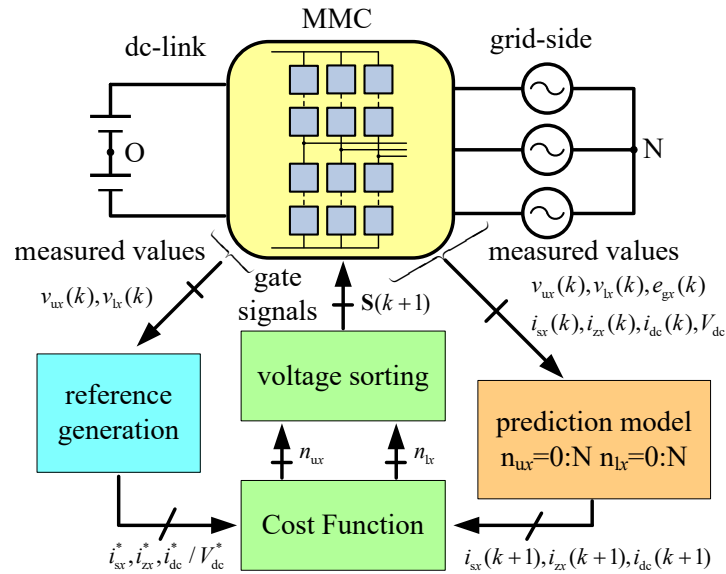 MMC
dc-link
grid-side
O
N
measured values
measured values
v_ux(k),v_lx(k)
gate
signals
S(k+1)
v_ux(k),v_lx(k),e_gx(k)
i_sx(k),i_zx(k),i_dc(k),V_dc
reference
generation
voltage sorting
prediction model
n_ux=0:N n_lx=0:N
n_ux
n_lx
Cost Function
i*_sx,i*_zx,i*_dc / V*_dc
i_sx(k+1),i_zx(k+1),i_dc(k+1)